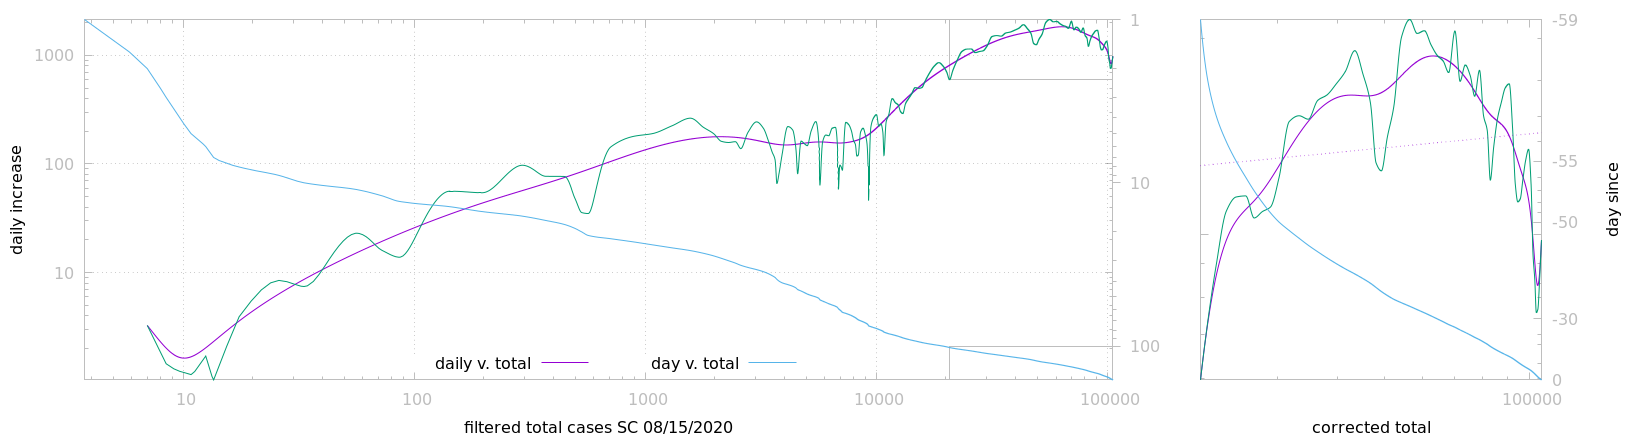 1 -59
1000
100
10
10
-55
-50
-30
100 0
daily increase
day since
daily v. total day v. total
10 100 1000 10000 100000 100000
filtered total cases SC 08/15/2020 corrected total